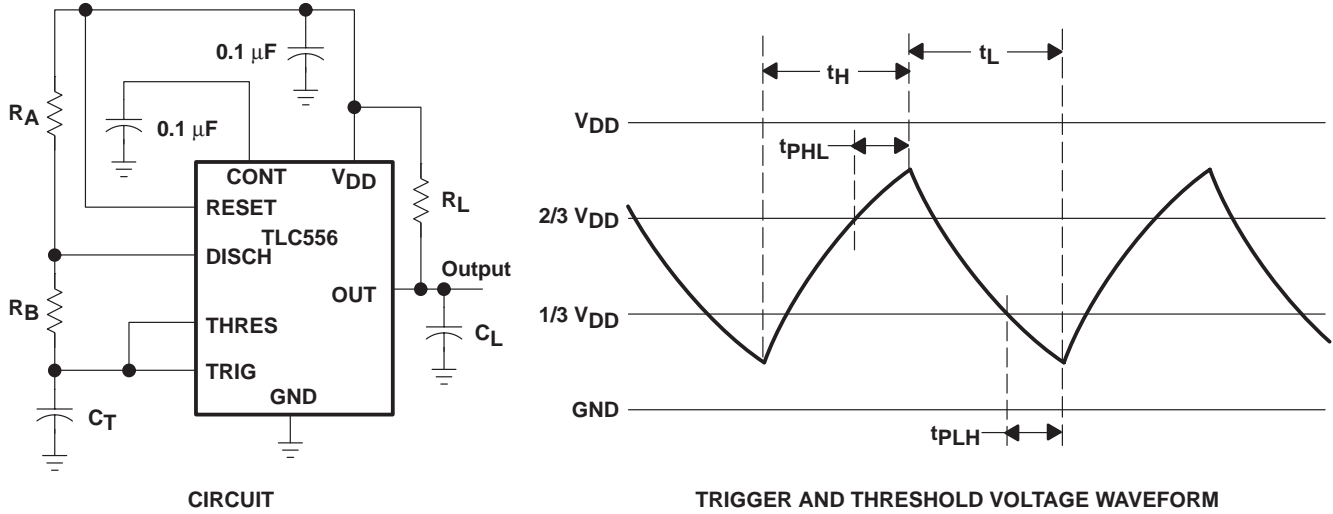 0.1 μF
RA
0.1 μF
CONT
VDD
RESET
RL
TLC556
DISCH
Output
RB
OUT
THRES
CL
TRIG
GND
CT
CIRCUIT
tH
tL
VDD
tPHL
2/3 VDD
1/3 VDD
GND
tPLH
TRIGGER AND THRESHOLD VOLTAGE WAVEFORM